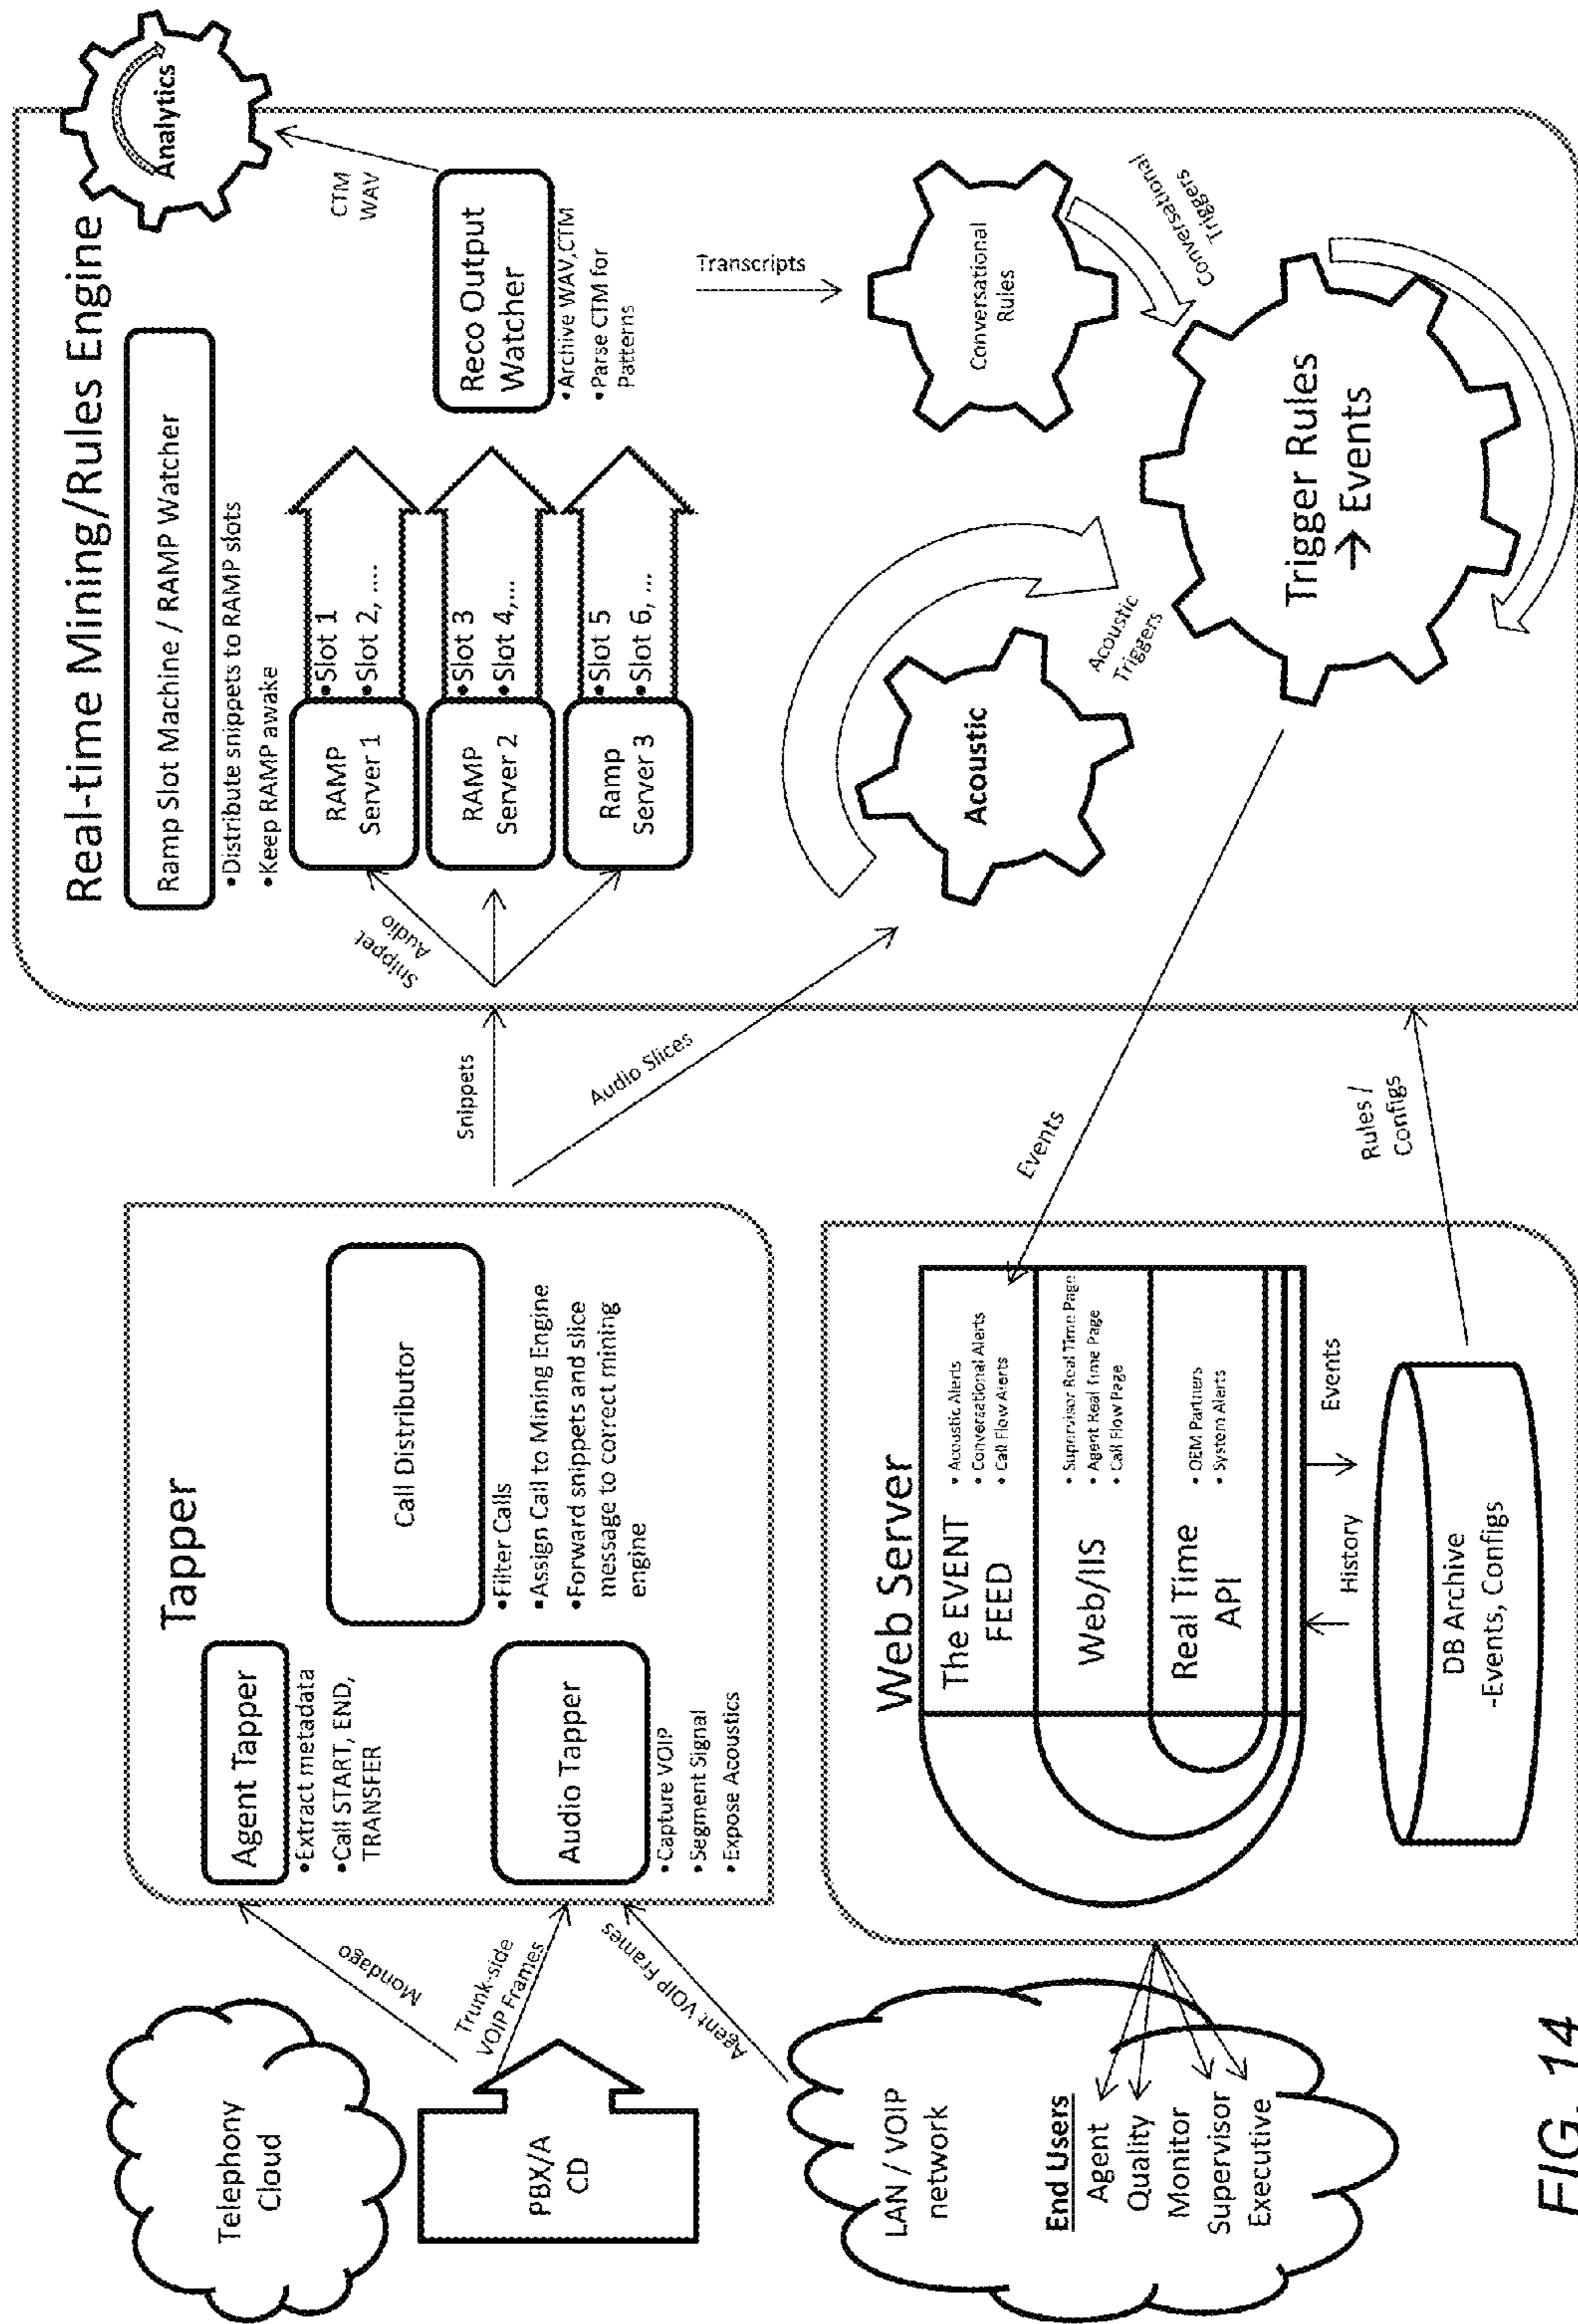 Telephony
Cloud
PBX/A
CD
Mondago
Trunk-side
VOIP Frames
Agent VOIP Frames
LAN / VOIP
network
End Users
Agent
Quality
Monitor
Supervisor
Executive
Tapper
Agent Tapper
•Extract metadata
•Call START, END,
TRANSFER
Audio Tapper
•Capture VOIP
•Segment Signal
•Expose Acoustics
Call Distributor
•Filter Calls
•Assign Call to Mining Engine
•Forward snippets and slice
message to correct mining
engine
Snippets
Audio Slices
Web Server
The EVENT
FEED
• Acoustic Alerts
• Conversational Alerts
• Call Flow Alerts
Web/IIS
• Supervisor Real Time Page
• Agent Real Time Page
• Call Flow Page
Real Time
API
• OEM Partners
• System Alerts
History
Events
DB Archive
-Events, Configs
Events
Rules /
Configs
Real-time Mining/Rules Engine
Ramp Slot Machine / RAMP Watcher
•Distribute snippets to RAMP slots
•Keep RAMP awake
Snippet
Audio
RAMP
Server 1
•Slot 1
•Slot 2, ....
RAMP
Server 2
•Slot 3
•Slot 4,...
Ramp
Server 3
•Slot 5
•Slot 6, ...
Reco Output
Watcher
•Archive WAV,CTM
•Parse CTM for
Patterns
CTM
WAV
Analytics
Transcripts
Conversational
Rules
Conversational
Triggers
Acoustic
Acoustic
Triggers
Trigger Rules
→ Events
FIG. 14